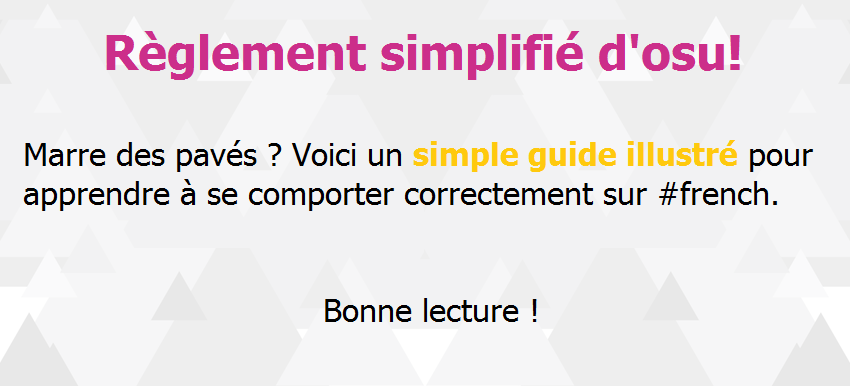 Règlement simplifié d'osu!
Marre des pavés ? Voici un simple guide illustré pour
apprendre à se comporter correctement sur #french.
Bonne lecture !